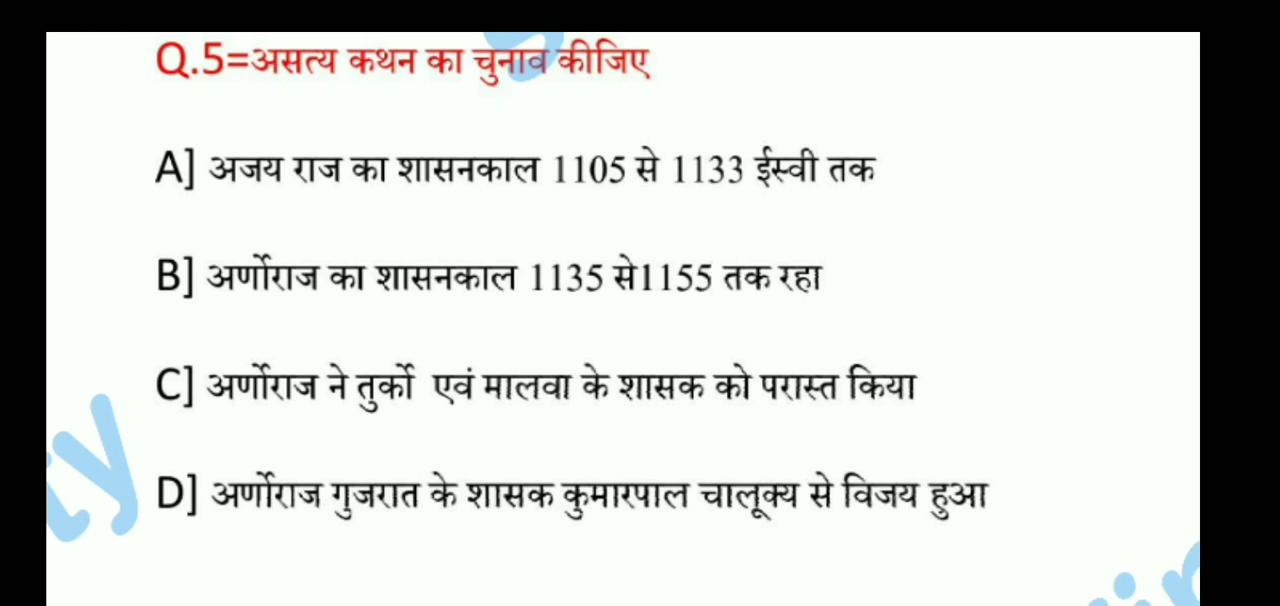 Q.5=असत्य कथन का चुनाव कीजिए
A] अजय राज का शासनकाल 1105 से 1133 ईस्वी तक
B] अर्णोराज का शासनकाल 1135 से1155 तक रहा
C] अर्णोराज ने तुर्को एवं मालवा के शासक को परास्त किया
D] अर्णोराज गुजरात के शासक कुमारपाल चालूक्य से विजय हुआ